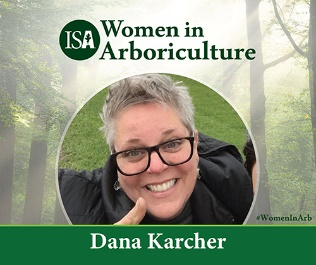 ISA
Women in
Arboriculture
#WomenInArb
Dana Karcher